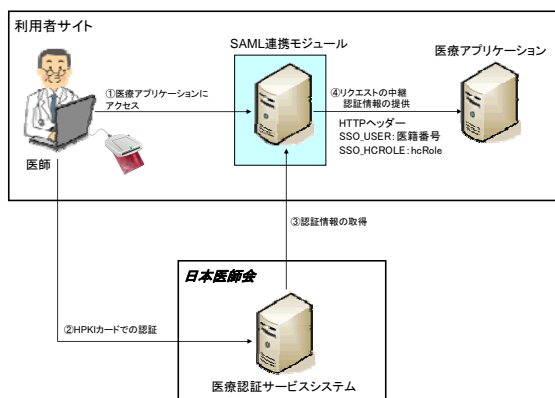 利用者サイト
SAML連携モジュール
医療アプリケーション
①医療アプリケーションに
アクセス
④リクエストの中継
認証情報の提供
HTTPヘッダー
SSO_USER:医籍番号
SSO_HCROLE:hcRole
医師
③認証情報の取得
日本医師会
②HPKIカードでの認証
医療認証サービスシステム